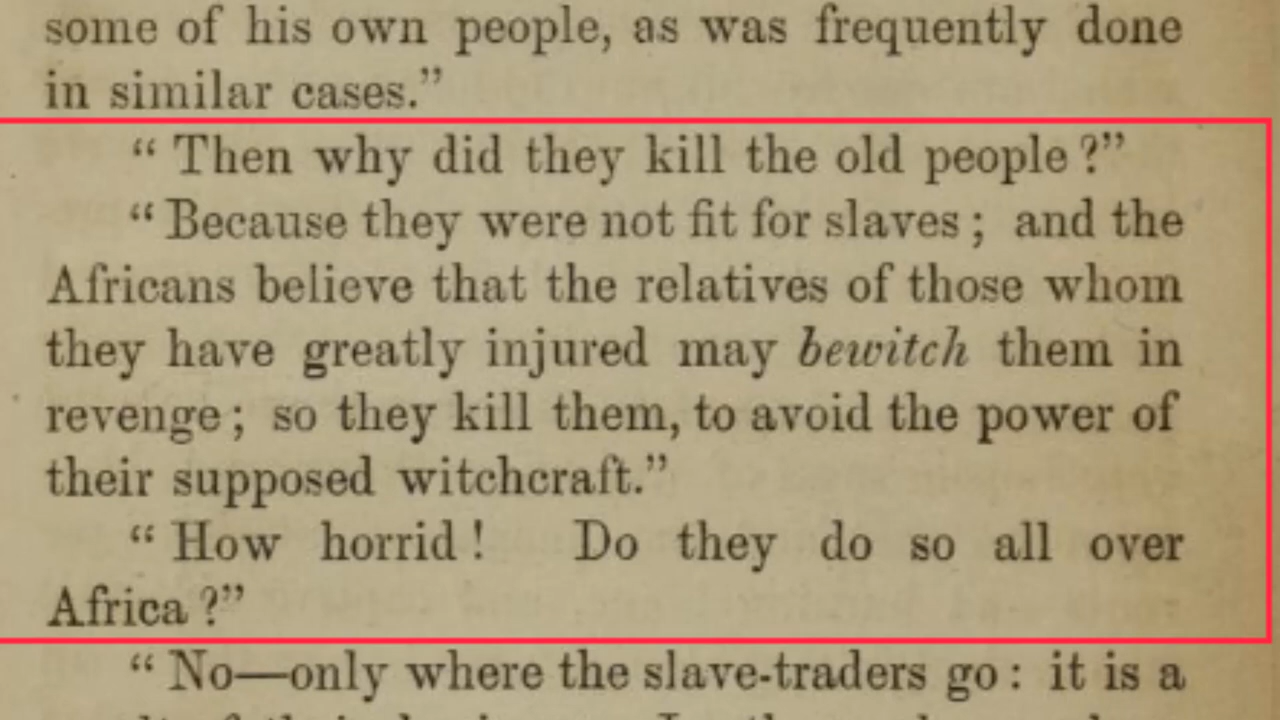 some of his own people, as was frequently done
in similar cases.”
“ Then why did they kill the old people ?”
“ Because they were not fit for slaves ; and the
Africans believe that the relatives of those whom
they have greatly injured may bewitch them in
revenge ; so they kill them, to avoid the power of
their supposed witchcraft.”
“ How horrid ! Do they do so all over
Africa ?”
“ No—only where the slave-traders go : it is a